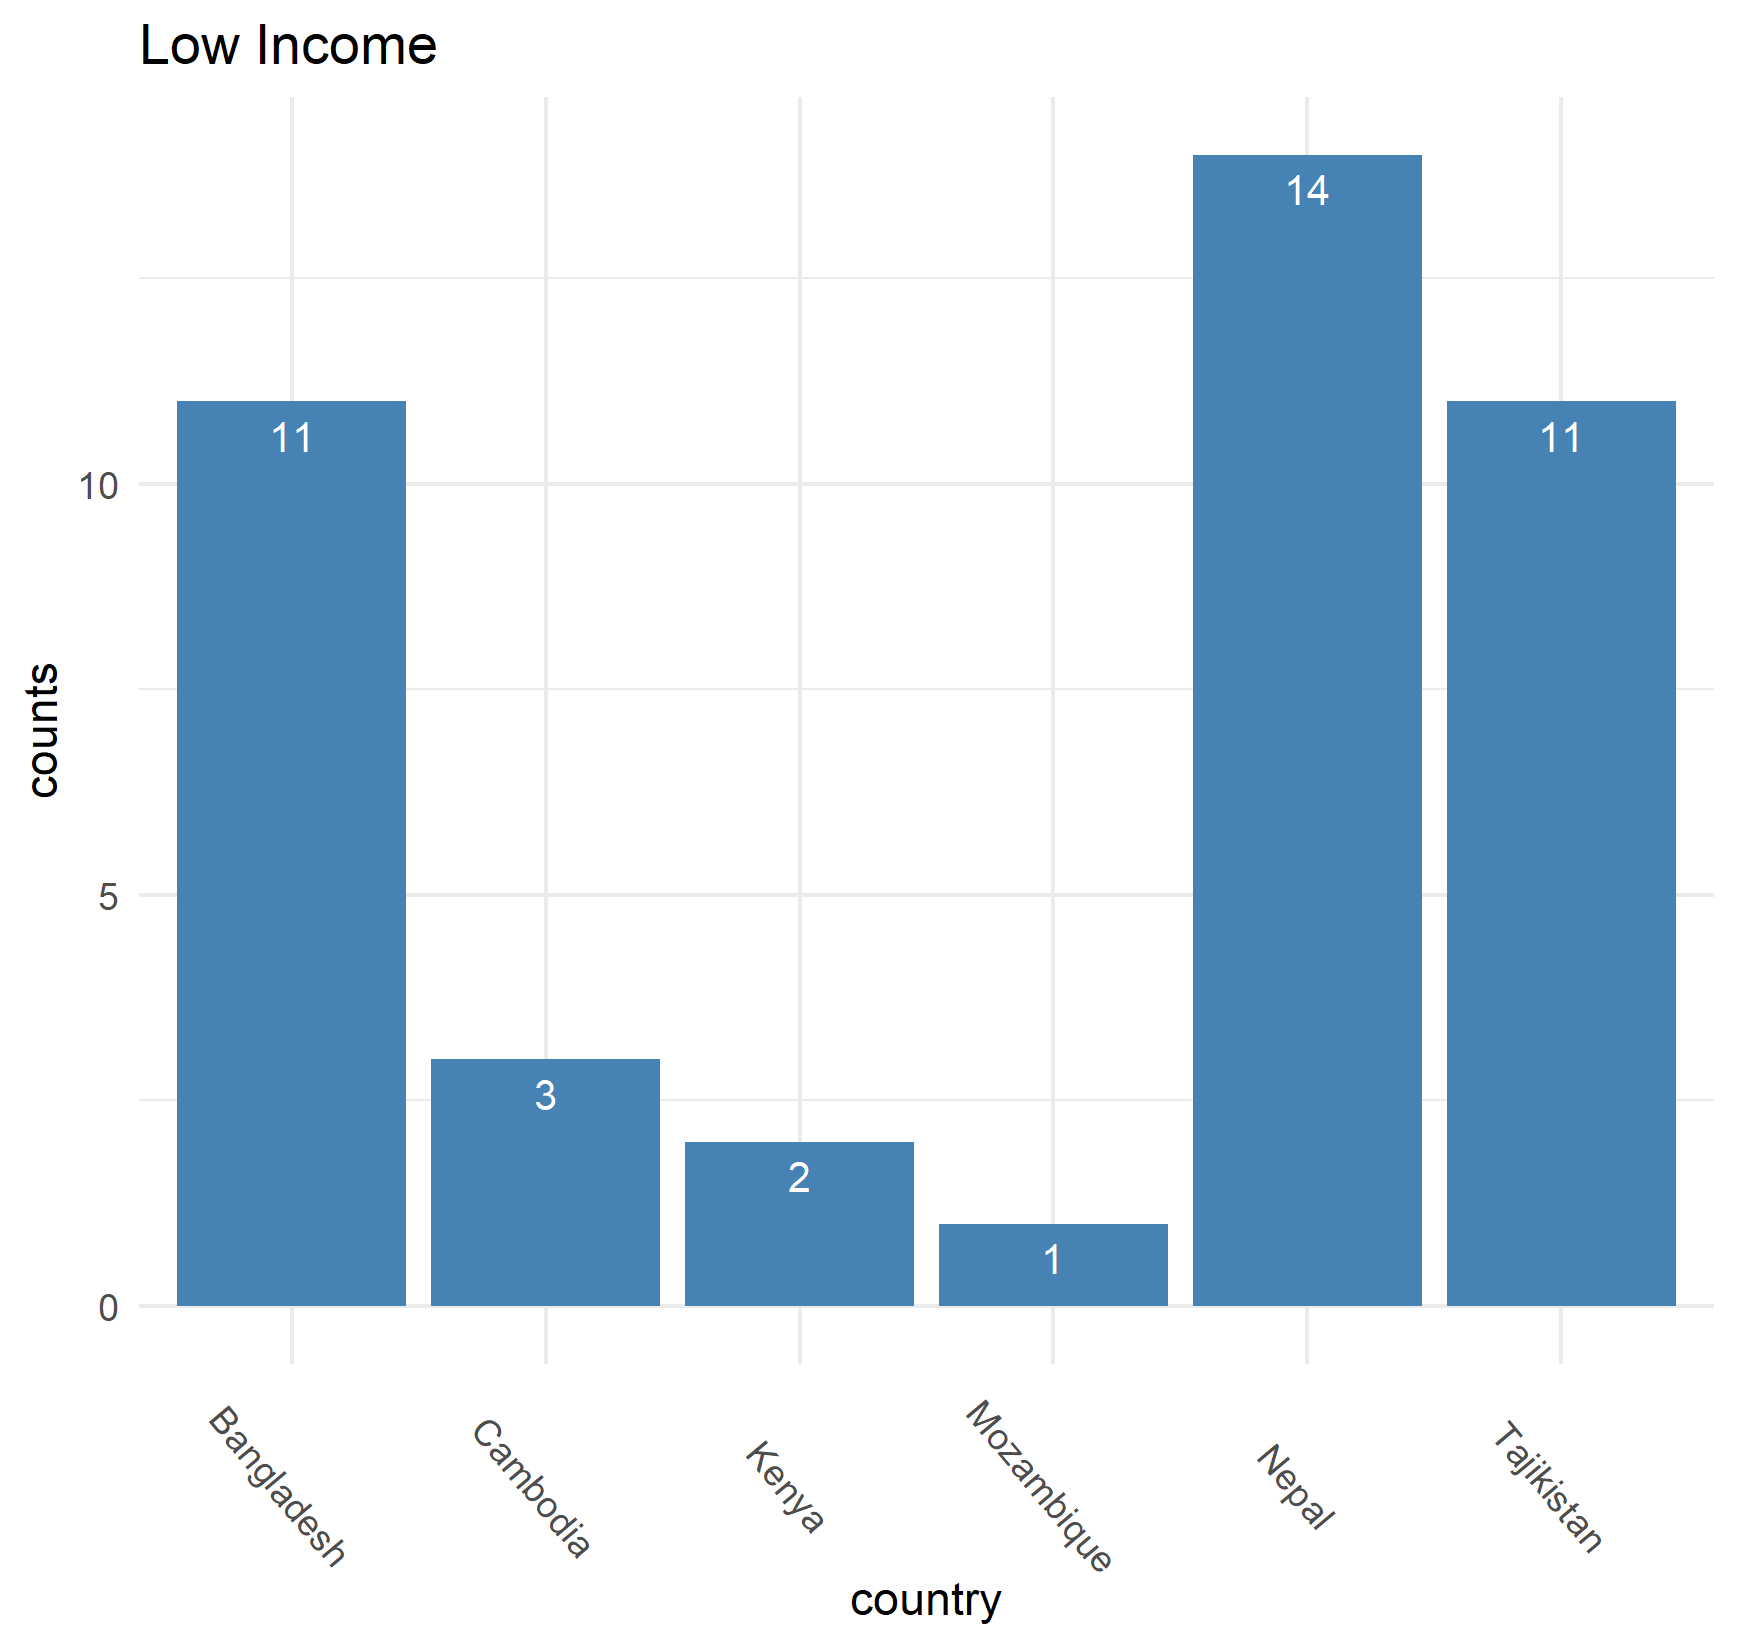 Low Income
14
11
11
10
counts
5
3
2
1
0
Bangladesh
Cambodia
Kenya
Mozambique
Nepal
Tajikistan
country